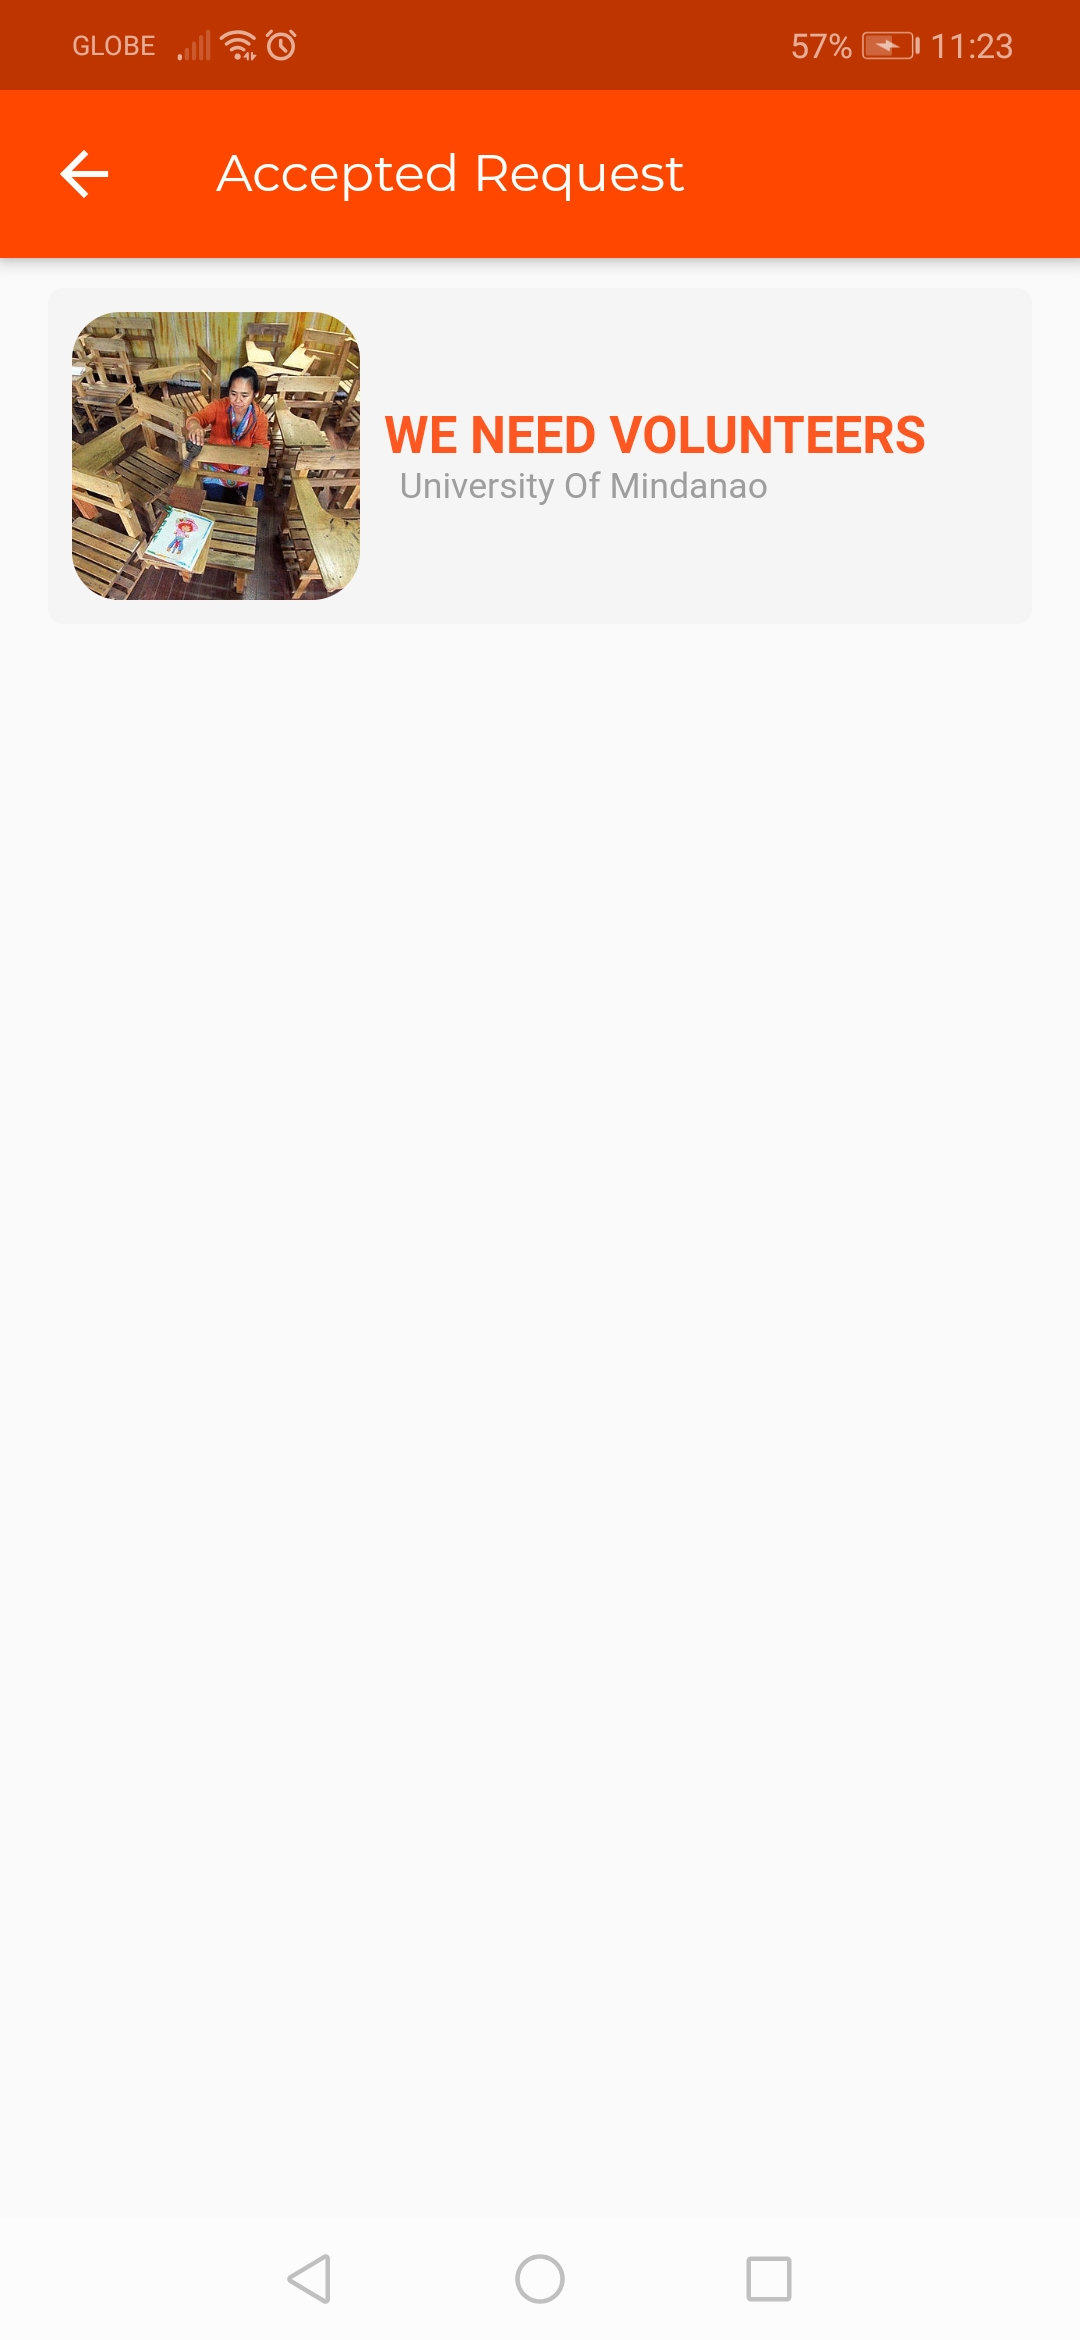 GLOBE 57% 11:23
Accepted Request
WE NEED VOLUNTEERS
University Of Mindanao